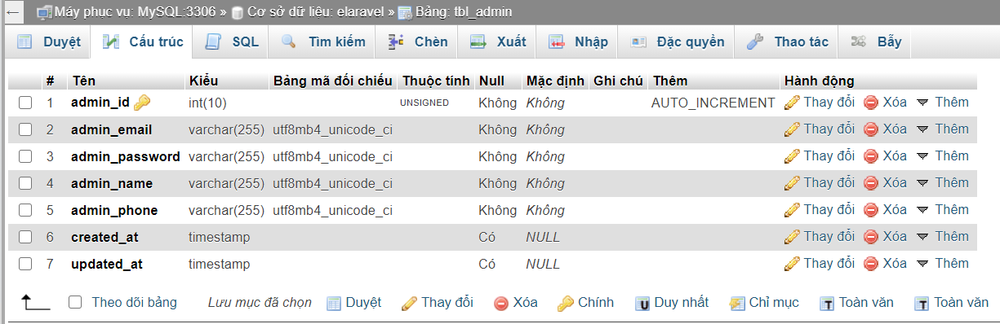 Máy phục vụ: MySQL:3306 » Cơ sở dữ liệu: elaravel » Bảng: tbl_admin
Duyệt Cấu trúc SQL Tìm kiếm Chèn Xuất Nhập Đặc quyền Thao tác Bẫy
# Tên Kiểu Bảng mã đối chiếu Thuộc tính Null Mặc định Ghi chú Thêm Hành động
1 admin_id int(10) UNSIGNED Không Không AUTO_INCREMENT Thay đổi Xóa Thêm
2 admin_email varchar(255) utf8mb4_unicode_ci Không Không Thay đổi Xóa Thêm
3 admin_password varchar(255) utf8mb4_unicode_ci Không Không Thay đổi Xóa Thêm
4 admin_name varchar(255) utf8mb4_unicode_ci Không Không Thay đổi Xóa Thêm
5 admin_phone varchar(255) utf8mb4_unicode_ci Không Không Thay đổi Xóa Thêm
6 created_at timestamp Có NULL Thay đổi Xóa Thêm
7 updated_at timestamp Có NULL Thay đổi Xóa Thêm
Theo dõi bảng Lưu mục đã chọn Duyệt Thay đổi Xóa Chính Duy nhất Chỉ mục Toàn văn Toàn văn